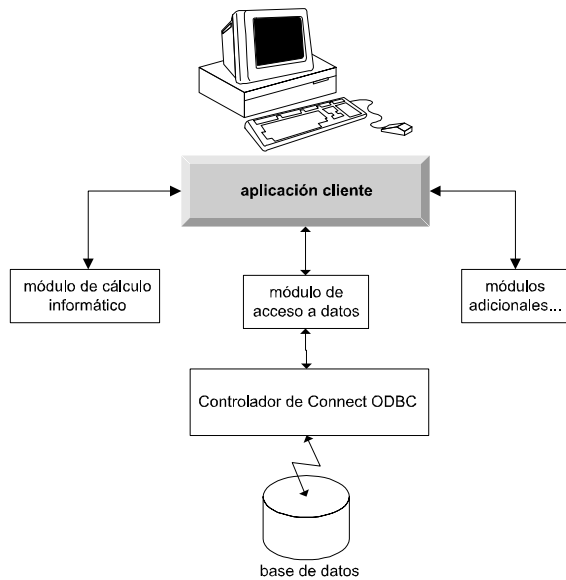 aplicación cliente
módulo de cálculo
informático
módulo de
acceso a datos
módulos
adicionales...
Controlador de Connect ODBC
base de datos